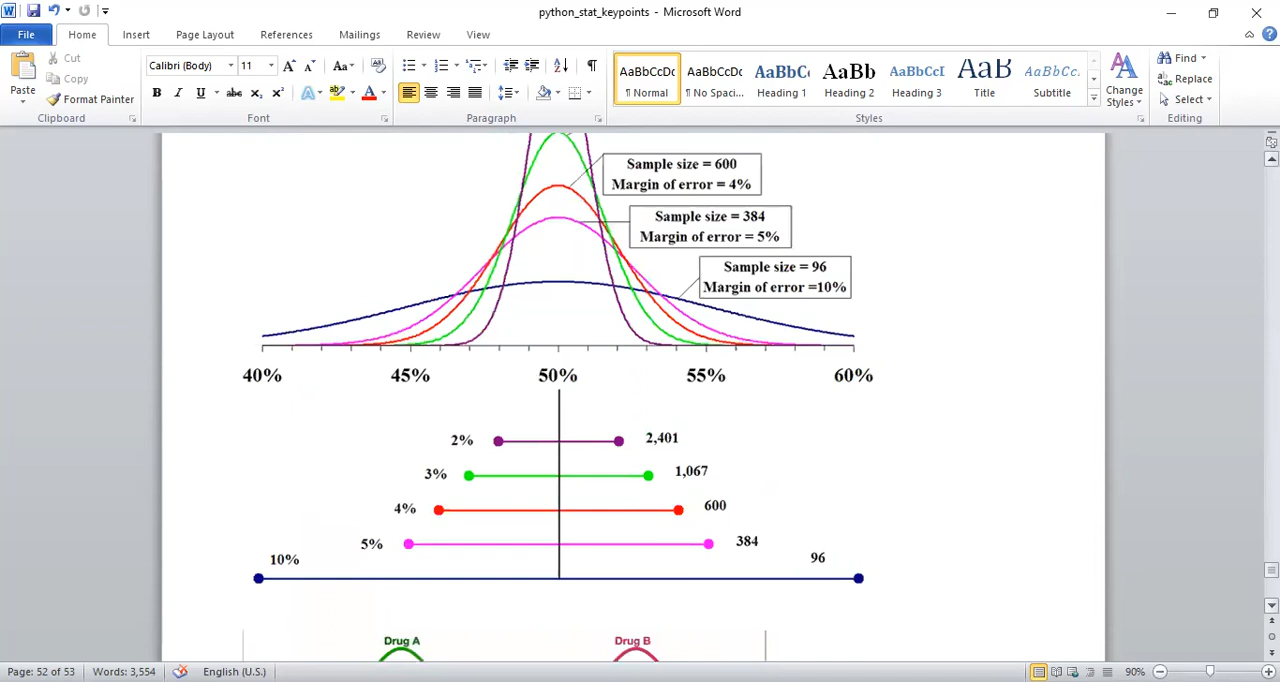 python_stat_keypoints - Microsoft Word
File Home Insert Page Layout References Mailings Review View
Paste
Cut
Copy
Format Painter
Clipboard
Calibri (Body) 11
Font
Paragraph
AaBbCcDc AaBbCcDc AaBbCc AaBb AaBbCcI AaB AaBbCc.
¶ Normal ¶ No Spaci... Heading 1 Heading 2 Heading 3 Title Subtitle
Change
Styles
Styles
Find
Replace
Select
Editing
Sample size = 600
Margin of error = 4%
Sample size = 384
Margin of error = 5%
Sample size = 96
Margin of error =10%
40% 45% 50% 55% 60%
2% 2,401
3% 1,067
4% 600
5% 384
10% 96
Drug A Drug B
Page: 52 of 53 Words: 3,554 English (U.S.) 90%